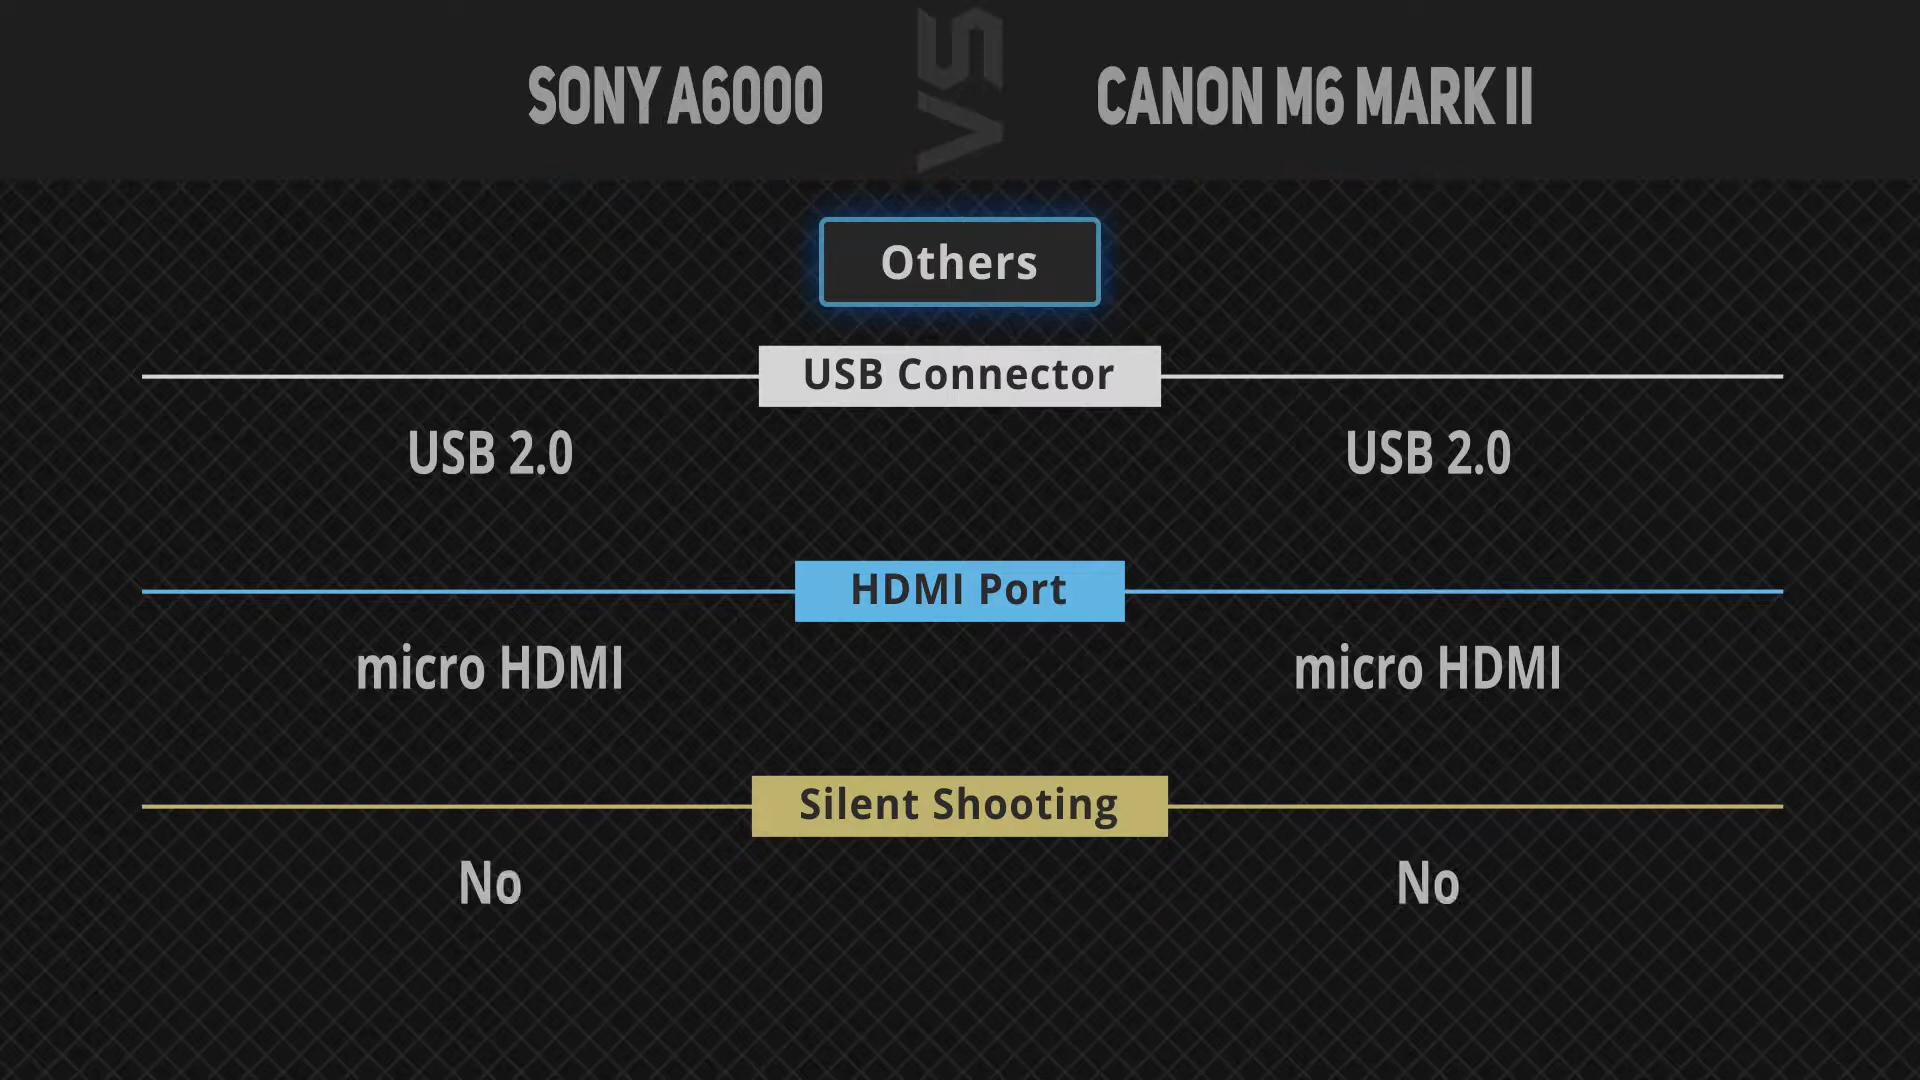 SONY A6000
VS
CANON M6 MARK II
Others
USB Connector
USB 2.0
USB 2.0
HDMI Port
micro HDMI
micro HDMI
Silent Shooting
No
No